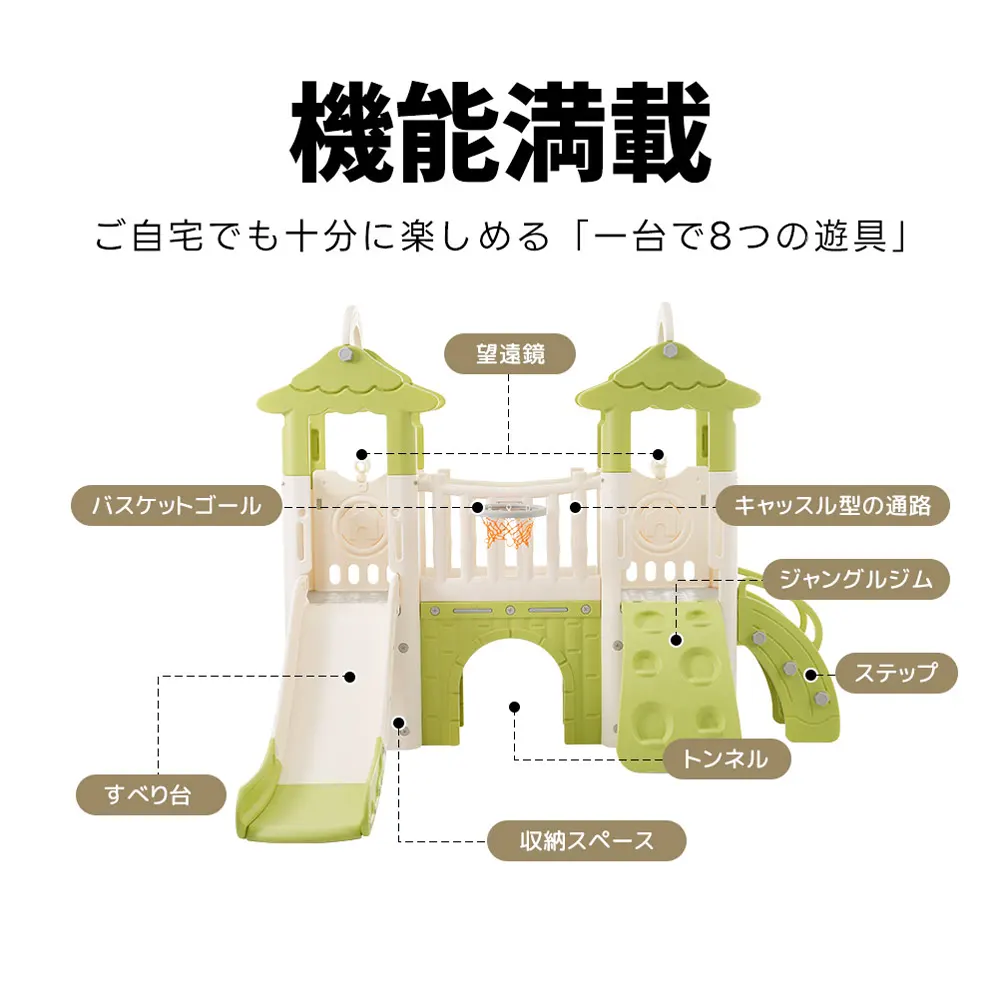 機能満載
ご自宅でも十分に楽しめる「一台で8つの遊具」
望遠鏡
バスケットゴール
キャッスル型の通路
ジャングルジム
ステップ
トンネル
すべり台
収納スペース